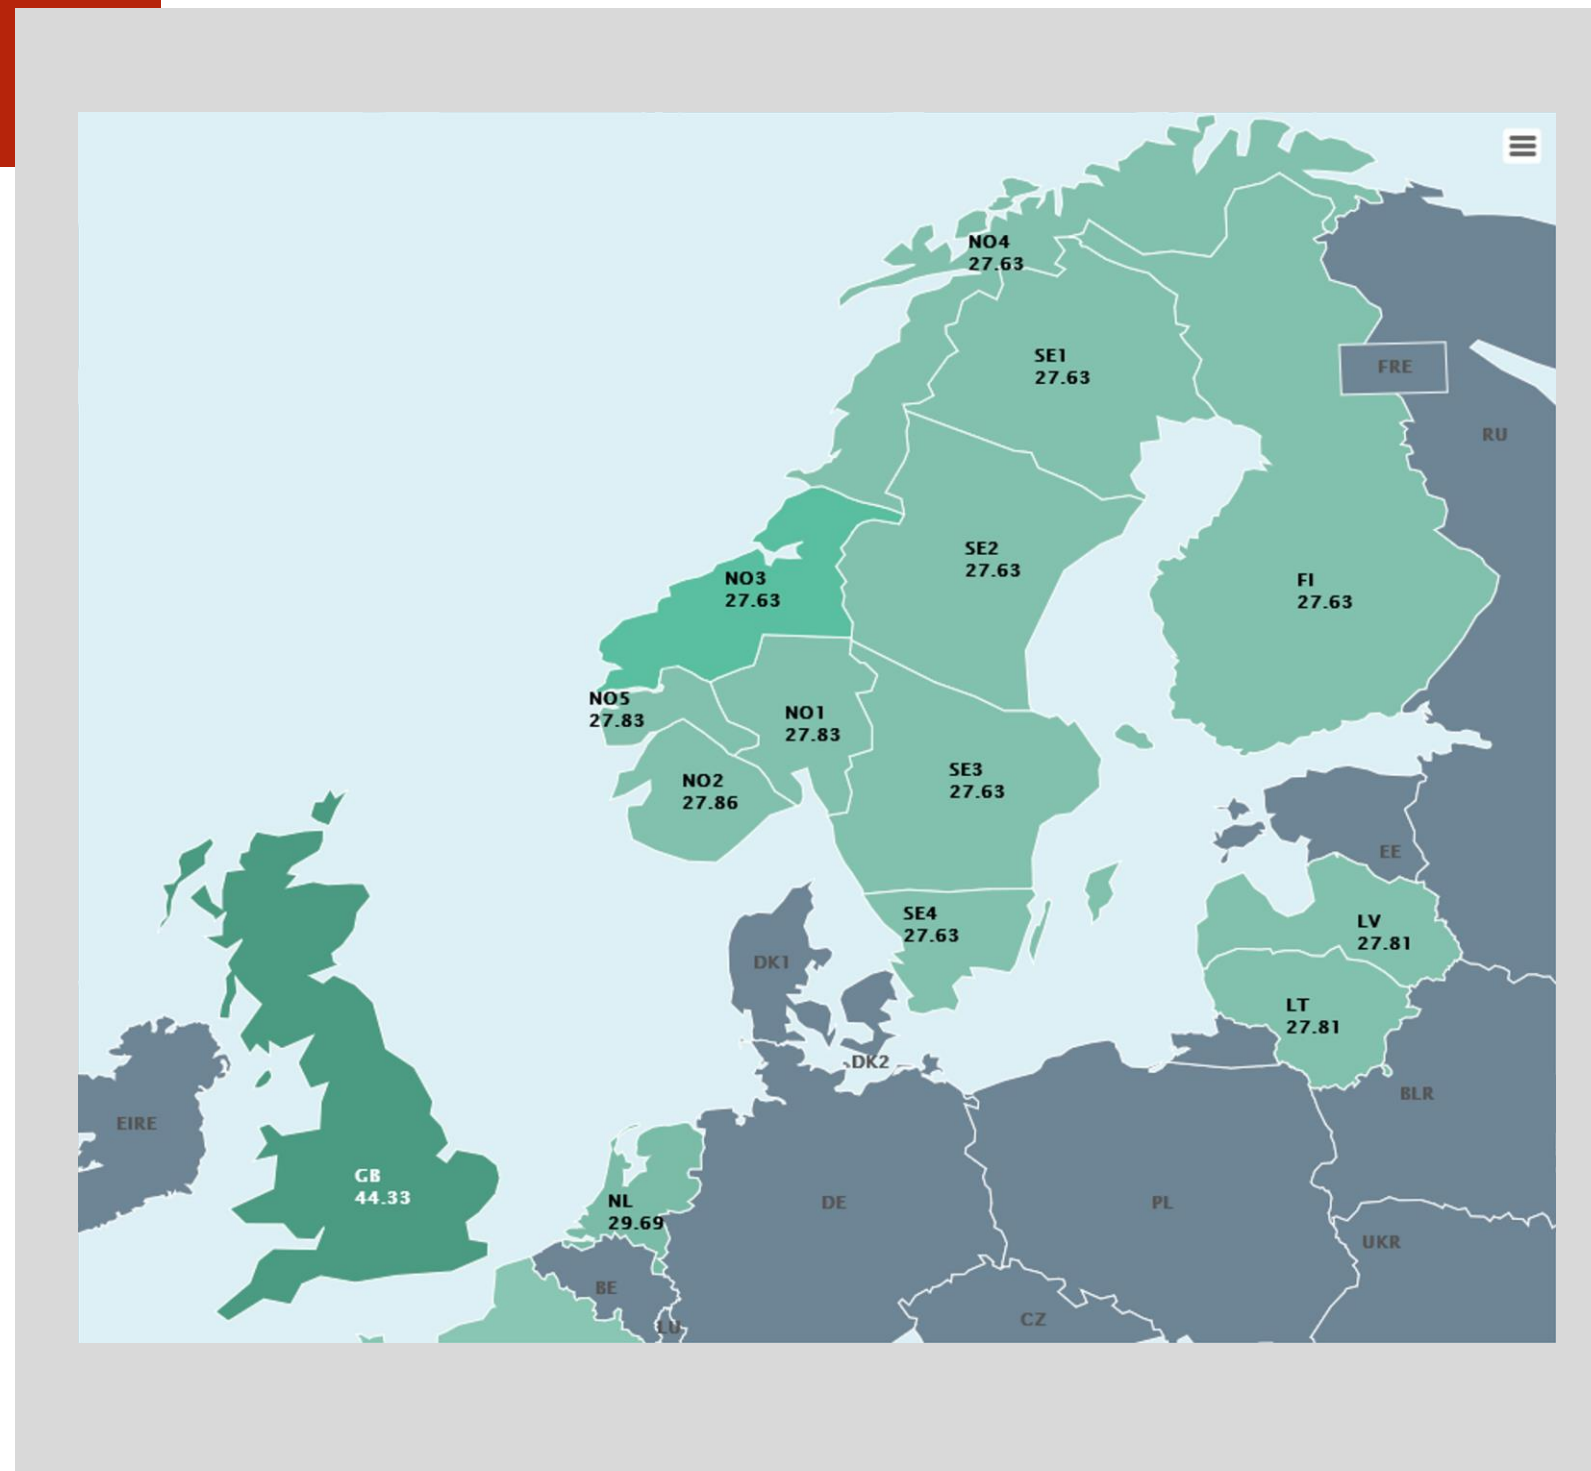 NO4
27.63
SE1
27.63
FRE
RU
SE2
27.63
NO3
27.63
FI
27.63
NO5
27.83
NO1
27.83
NO2
27.86
SE3
27.63
EE
SE4
27.63
LV
27.81
DK1
LT
27.81
DK2
BLR
EIRE
GB
44.33
NL
29.69
DE
PL
UKR
BE
CZ
LU